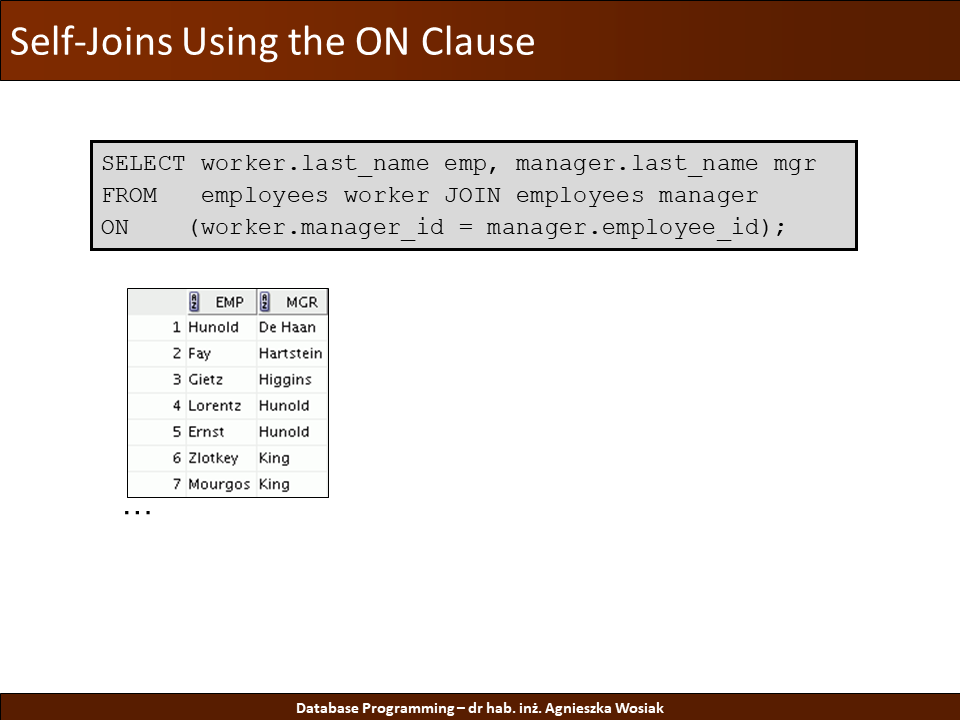 Self-Joins Using the ON Clause
SELECT worker.last_name emp, manager.last_name mgr
FROM   employees worker JOIN employees manager
ON    (worker.manager_id = manager.employee_id);
EMP MGR
1 Hunold De Haan
2 Fay Hartstein
3 Gietz Higgins
4 Lorentz Hunold
5 Ernst Hunold
6 Zlotkey King
7 Mourgos King
...
Database Programming – dr hab. inż. Agnieszka Wosiak